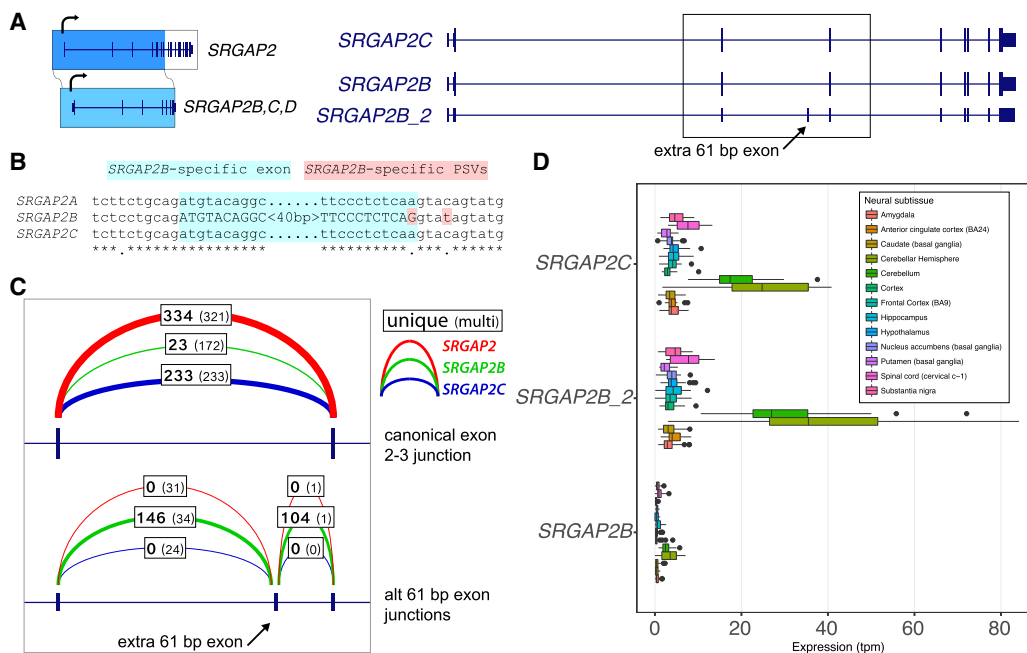 A
SRGAP2
SRGAP2B,C,D
SRGAP2C
SRGAP2B
SRGAP2B_2
extra 61 bp exon
B
SRGAP2B-specific exon SRGAP2B-specific PSVs
SRGAP2A tcttctgcagatgtacaggc......ttccctctcaagtacagtatg
SRGAP2B tcttctgcagATGTACAGGC<40bp>TTCCCTCTCAGgtatagtatg
SRGAP2C tcttctgcagatgtacaggc......ttccctctcaagtacagtatg
****.**************** ***********.***.*******
C
334 (321)
23 (172)
233 (233)
unique (multi)
SRGAP2
SRGAP2B
SRGAP2C
canonical exon
2-3 junction
0 (31)
0 (1)
146 (34)
104 (1)
0 (24)
0 (0)
alt 61 bp exon
junctions
extra 61 bp exon
D
SRGAP2C
SRGAP2B_2
SRGAP2B
Neural subtissue
Amygdala
Anterior cingulate cortex (BA24)
Caudate (basal ganglia)
Cerebellar Hemisphere
Cerebellum
Cortex
Frontal Cortex (BA9)
Hippocampus
Hypothalamus
Nucleus accumbens (basal ganglia)
Putamen (basal ganglia)
Spinal cord (cervical c-1)
Substantia nigra
0 20 40 60 80
Expression (tpm)